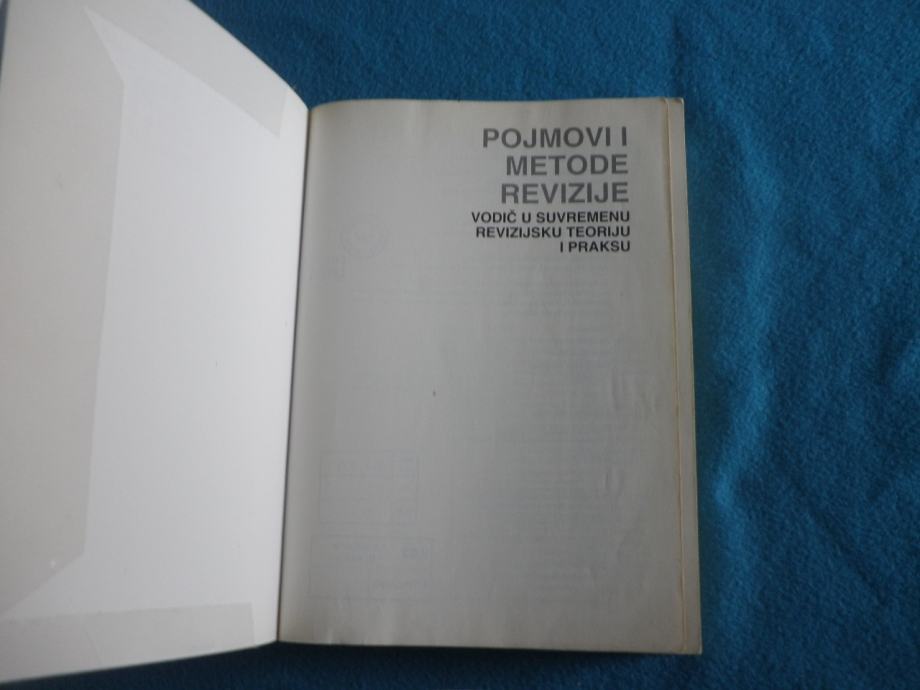 POJMOVI I
METODE
REVIZIJE
VODIČ U SUVREMENU
REVIZIJSKU TEORIJU
I PRAKSU